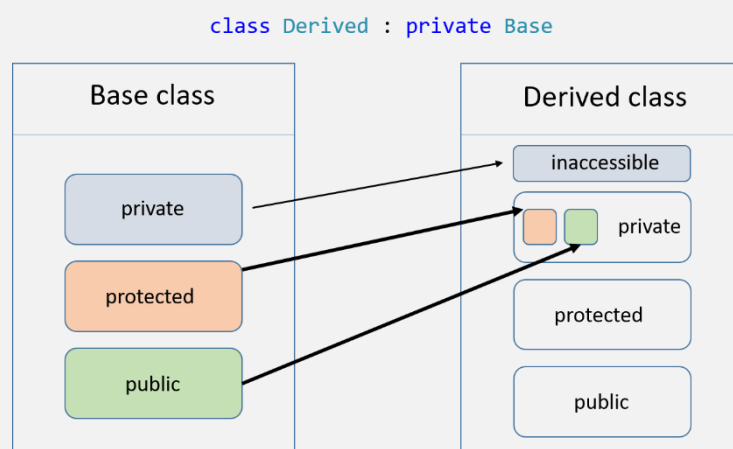 class Derived : private Base
Base class
private
protected
public
Derived class
inaccessible
private
protected
public